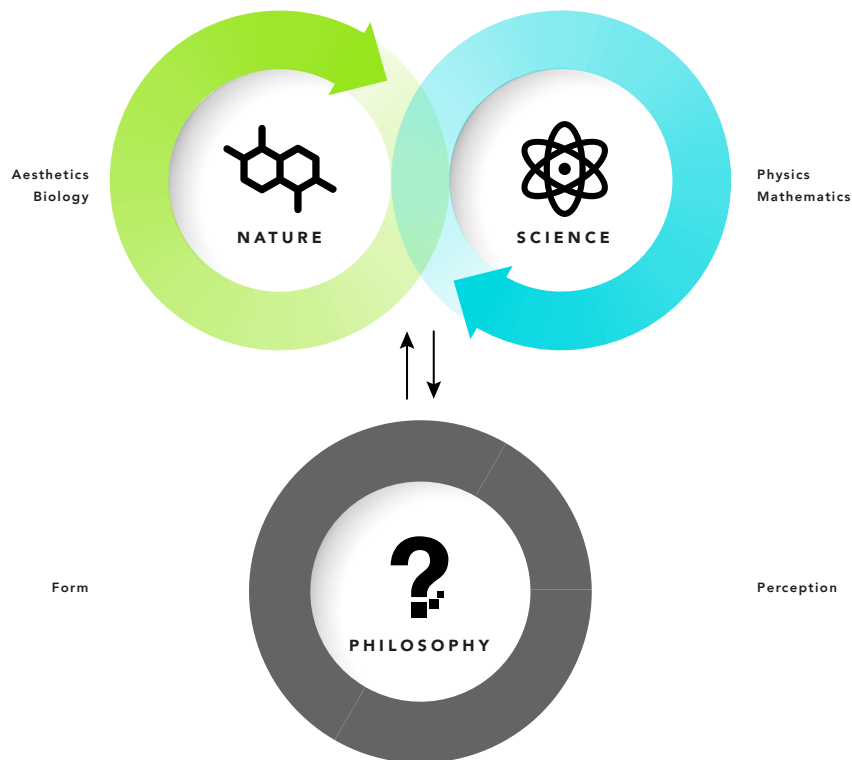 Aesthetics
Biology
NATURE
SCIENCE
Physics
Mathematics
Form
PHILOSOPHY
Perception